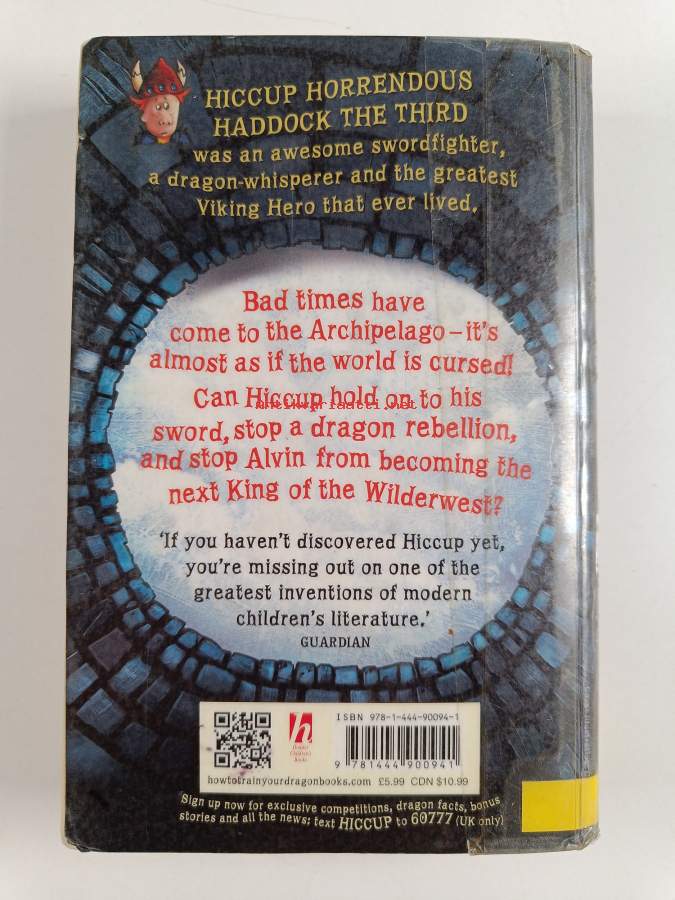 HICCUP HORRENDOUS
HADDOCK THE THIRD
was an awesome swordfighter,
a dragon-whisperer and the greatest
Viking Hero that ever lived.
Bad times have
come to the Archipelago – it's
almost as if the world is cursed!
Can Hiccup hold on to his
sword, stop a dragon rebellion,
and stop Alvin from becoming the
next King of the Wilderwest?
'If you haven't discovered Hiccup yet,
you're missing out on one of the
greatest inventions of modern
children's literature.'
GUARDIAN
h
Hodder
Children's
Books
ISBN 978-1-444-90094-1
9 781444 900941
howtotrainyourdragonbooks.com £5.99 CDN $10.99
Sign up now for exclusive competitions, dragon facts, bonus
stories and all the news: text HICCUP to 60777 (UK only)